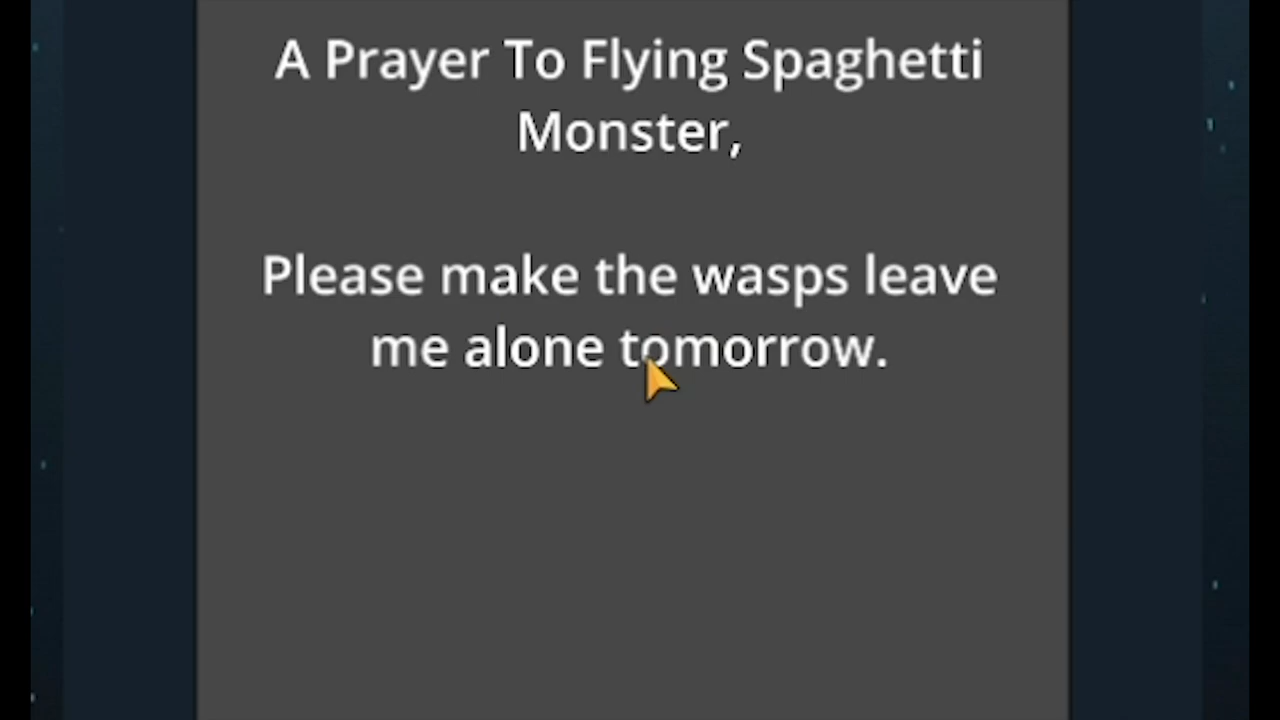 A Prayer To Flying Spaghetti
Monster,
Please make the wasps leave
me alone tomorrow.